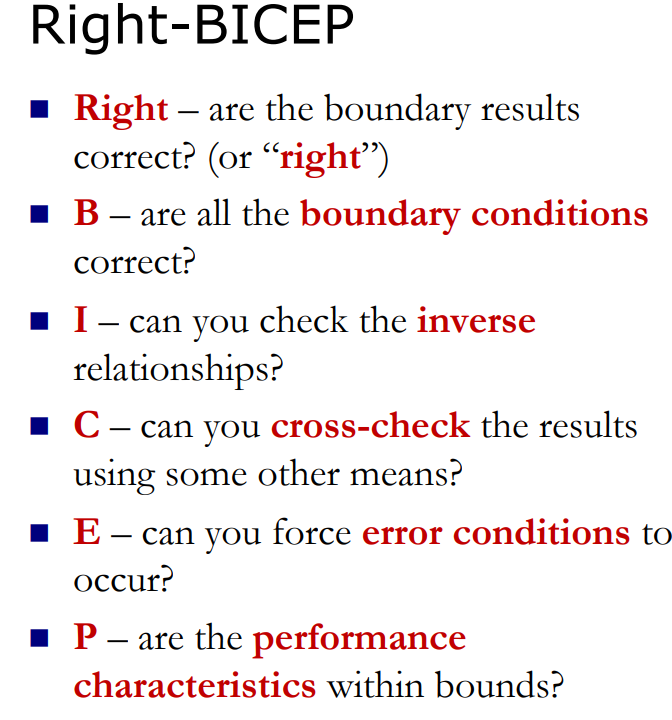 Right-BICEP
■ Right – are the boundary results
correct? (or “right”)
■ B – are all the boundary conditions
correct?
■ I – can you check the inverse
relationships?
■ C – can you cross-check the results
using some other means?
■ E – can you force error conditions to
occur?
■ P – are the performance
characteristics within bounds?